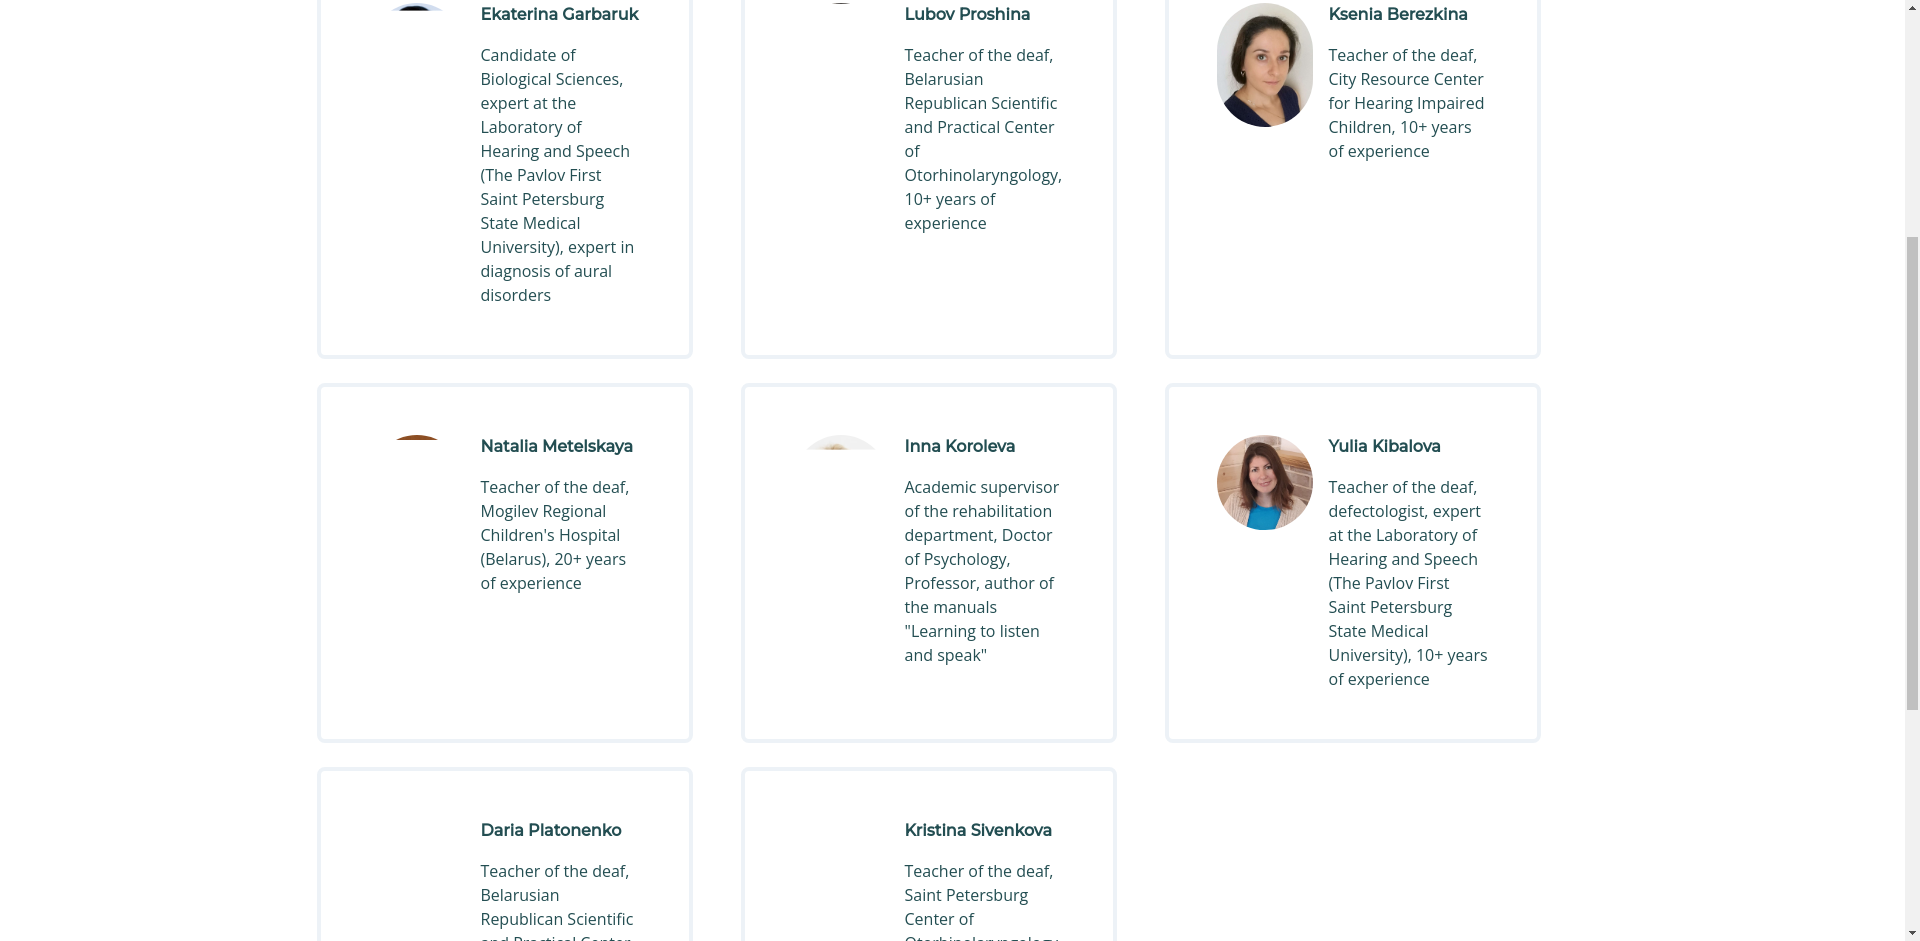 Ekaterina Garbaruk
Candidate of
Biological Sciences,
expert at the
Laboratory of
Hearing and Speech
(The Pavlov First
Saint Petersburg
State Medical
University), expert in
diagnosis of aural
disorders
Lubov Proshina
Teacher of the deaf,
Belarusian
Republican Scientific
and Practical Center
of
Otorhinolaryngology,
10+ years of
experience
Ksenia Berezkina
Teacher of the deaf,
City Resource Center
for Hearing Impaired
Children, 10+ years
of experience
Natalia Metelskaya
Teacher of the deaf,
Mogilev Regional
Children's Hospital
(Belarus), 20+ years
of experience
Inna Koroleva
Academic supervisor
of the rehabilitation
department, Doctor
of Psychology,
Professor, author of
the manuals
"Learning to listen
and speak"
Yulia Kibalova
Teacher of the deaf,
defectologist, expert
at the Laboratory of
Hearing and Speech
(The Pavlov First
Saint Petersburg
State Medical
University), 10+ years
of experience
Daria Platonenko
Teacher of the deaf,
Belarusian
Republican Scientific
and Practical Center
Kristina Sivenkova
Teacher of the deaf,
Saint Petersburg
Center of
Otorhinolaryngology